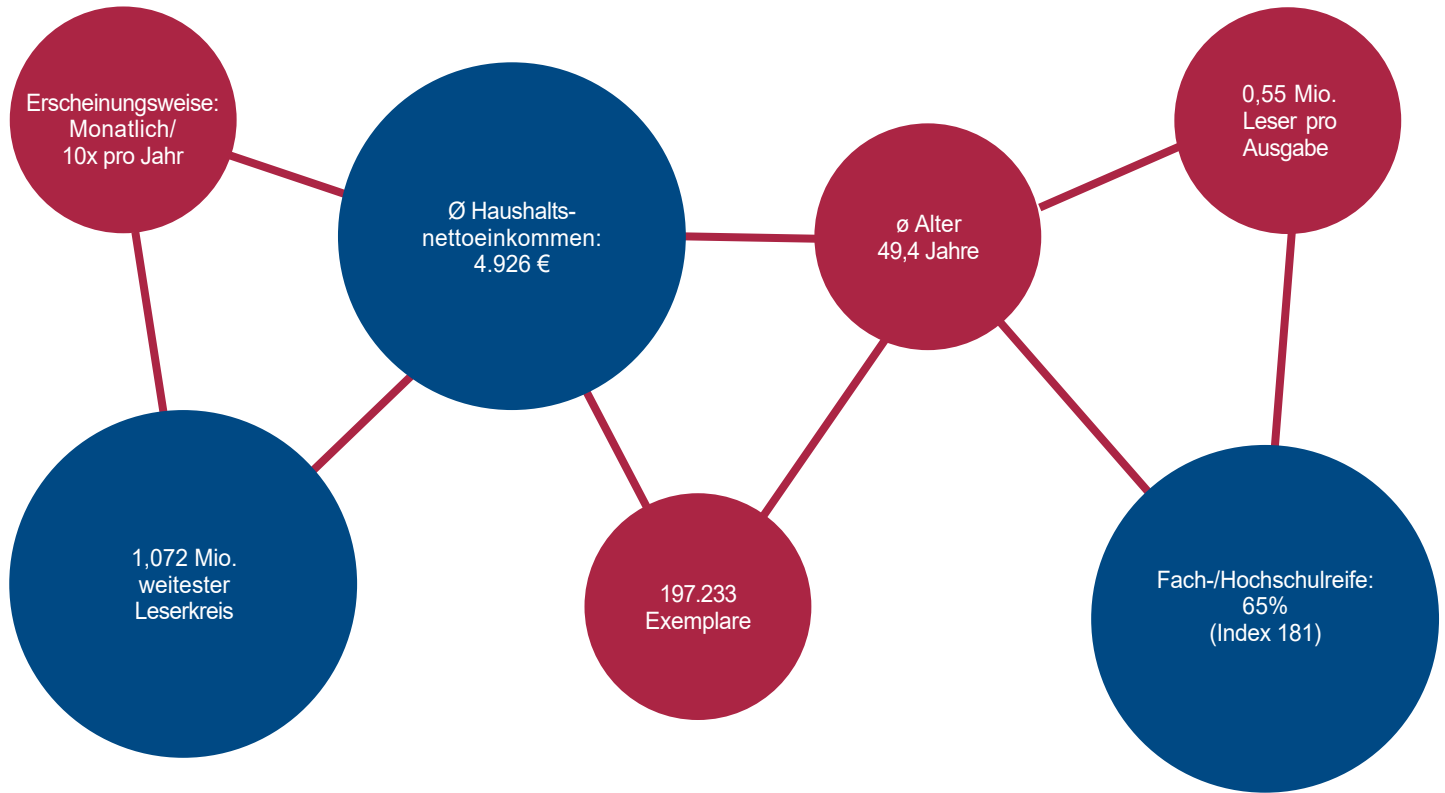 Erscheinungsweise:
Monatlich/
10x pro Jahr
Ø Haushalts-
nettoeinkommen:
4.926 €
ø Alter
49,4 Jahre
0,55 Mio.
Leser pro
Ausgabe
1,072 Mio.
weitester
Leserkreis
197.233
Exemplare
Fach-/Hochschulreife:
65%
(Index 181)